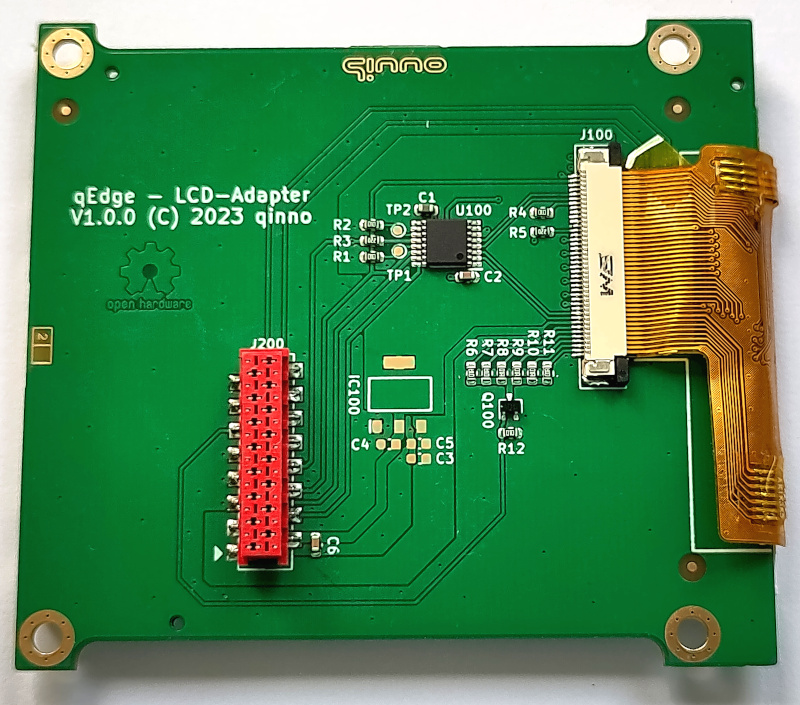 qinno
J100
qEdge - LCD-Adapter
V1.0.0 (C) 2023 qinno
C1
TP2
U100
R4
R2
R3
R5
R1
TP1
C2
open hardware
2
J200
R6
R7
R8
R9
R10
R11
IC100
Q100
C4
C5
C3
R12
C6